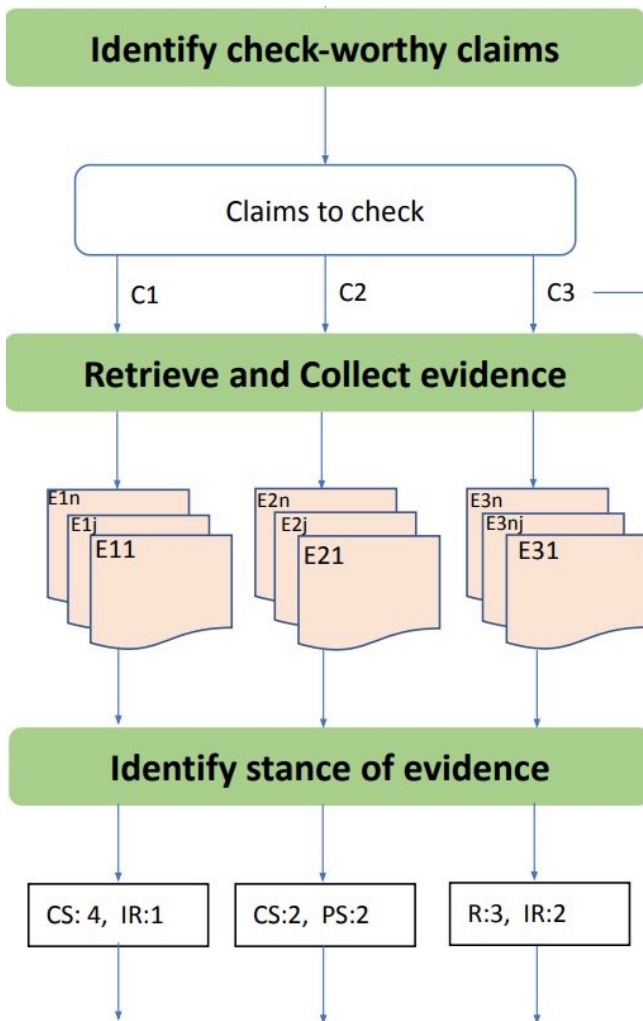 Identify check-worthy claims
Claims to check
C1
C2
C3
Retrieve and Collect evidence
E1n
E1j
E11
E2n
E2j
E21
E3n
E3nj
E31
Identify stance of evidence
CS: 4, IR:1
CS:2, PS:2
R:3, IR:2